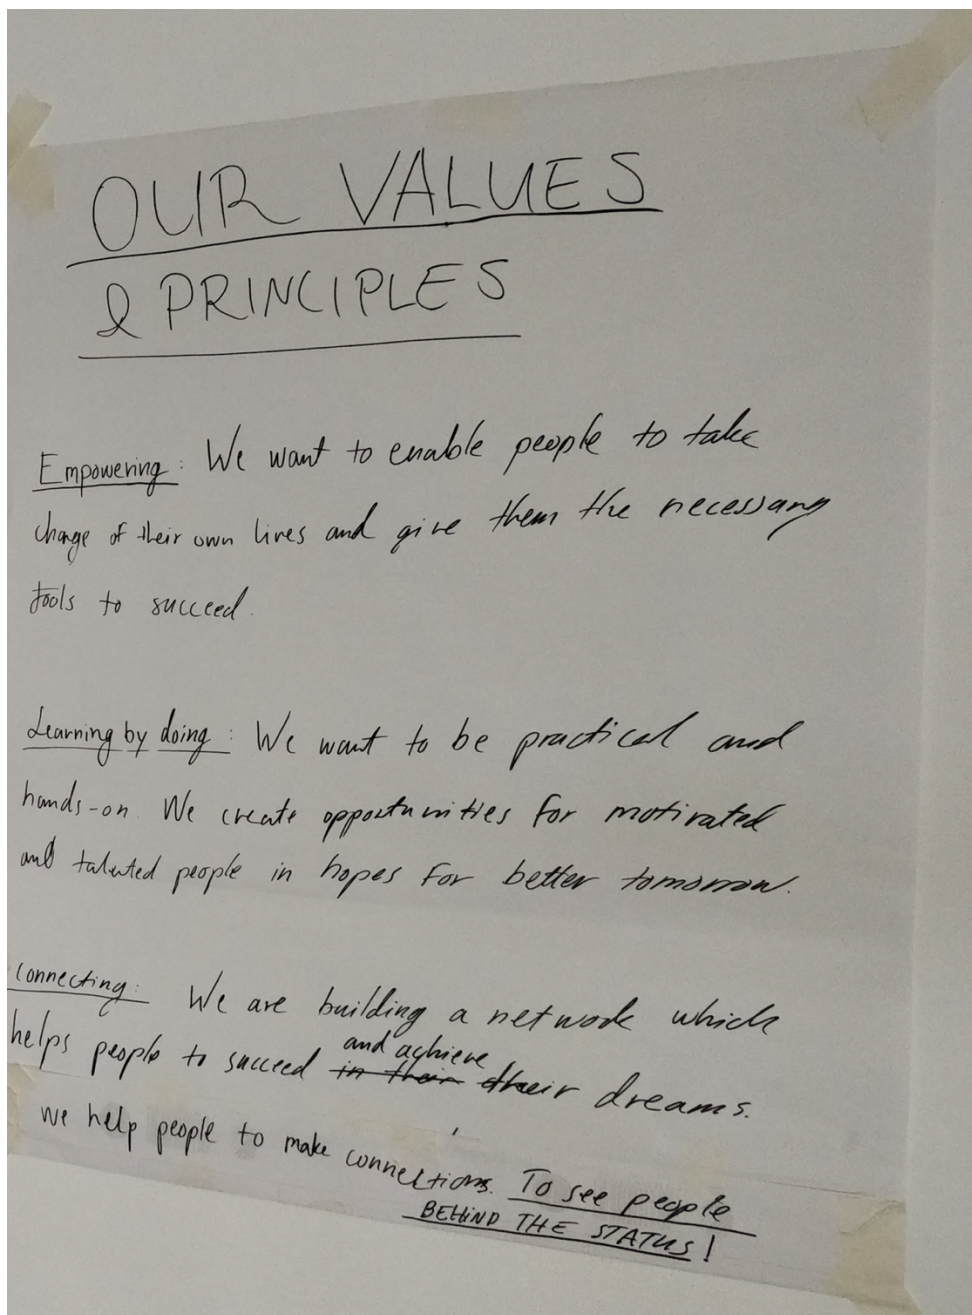 OUR VALUES
& PRINCIPLES
Empowering: We want to enable people to take
charge of their own lives and give them the necessary
tools to succeed.
Learning by doing: We want to be practical and
hands-on. We create opportunities for motivated
and talented people in hopes for better tomorrow.
Connecting: We are building a network which
and achieve
helps people to succeed in their their dreams.
We help people to make connections. To see people
BEHIND THE STATUS!